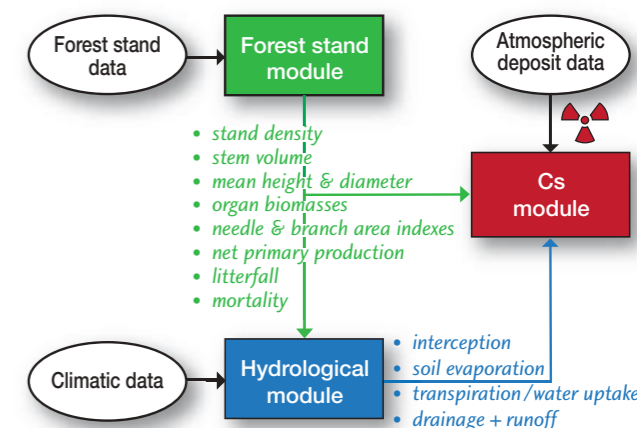 Forest stand
data
Forest stand
module
Atmospheric
deposit data
• stand density
• stem volume
• mean height & diameter
• organ biomasses
• needle & branch area indexes
• net primary production
• litterfall
• mortality
Cs
module
Climatic data
Hydrological
module
• interception
• soil evaporation
• transpiration/water uptake
• drainage + runoff